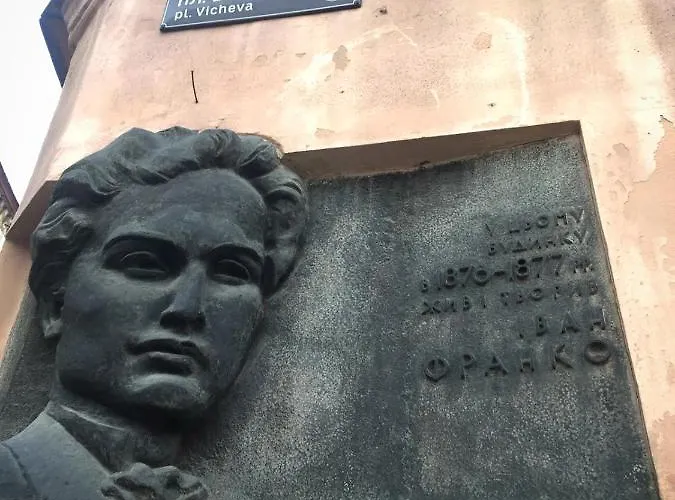 pl. Vicheva
У ЦЬОМУ
БУДИНКУ
В 1876–1877 РР.
ЖИВ І ТВОРИВ
ІВАН
ФРАНКО